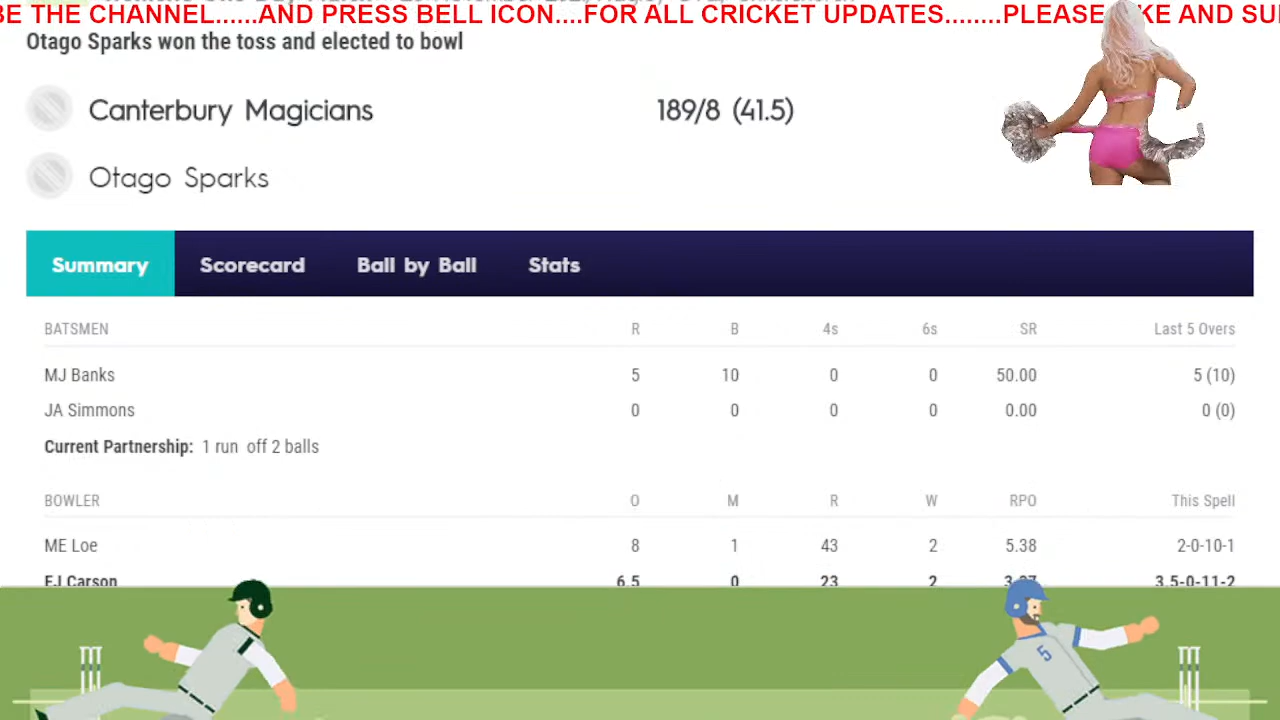 BE THE CHANNEL......AND PRESS BELL ICON....FOR ALL CRICKET UPDATES........PLEASE
Otago Sparks won the toss and elected to bowl
Canterbury Magicians 189/8 (41.5)
Otago Sparks
Summary Scorecard Ball by Ball Stats
BATSMEN R B 4s 6s SR Last 5 Overs
MJ Banks 5 10 0 0 50.00 5 (10)
JA Simmons 0 0 0 0 0.00 0 (0)
Current Partnership: 1 run off 2 balls
BOWLER O M R W RPO This Spell
ME Loe 8 1 43 2 5.38 2-0-10-1
EJ Carson 6.5 0 23 2 3.5-0-11-2
5